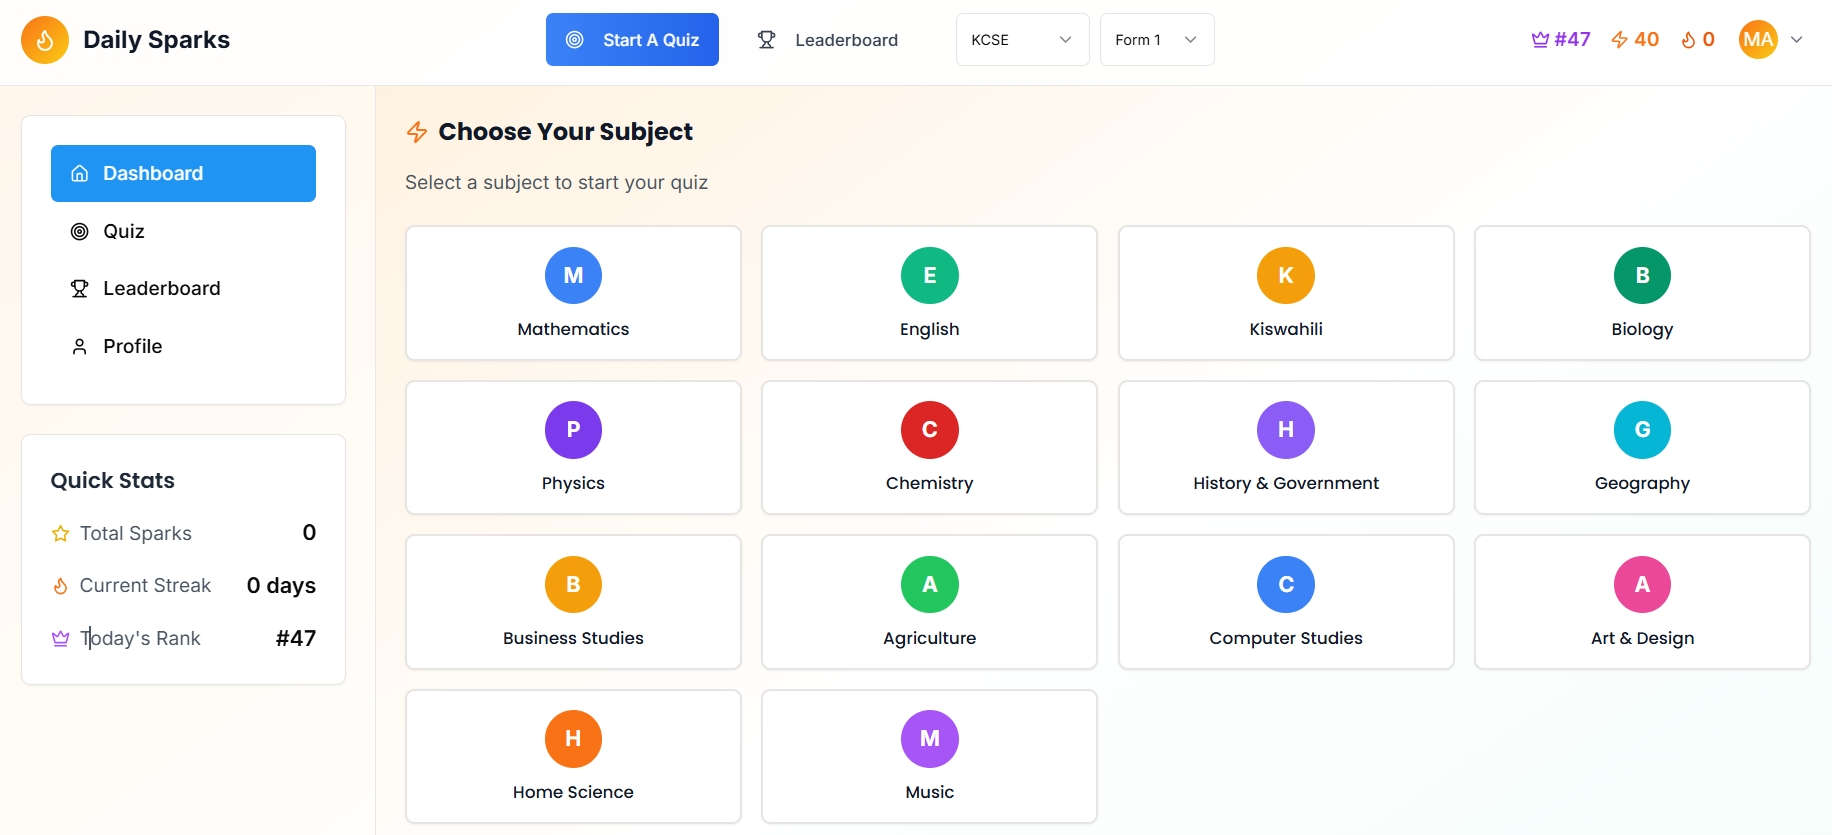 Daily Sparks
Start A Quiz
Leaderboard
KCSE
Form 1
#47
40
0
MA
Dashboard
Quiz
Leaderboard
Profile
Quick Stats
Total Sparks 0
Current Streak 0 days
Today's Rank #47
Choose Your Subject
Select a subject to start your quiz
M
Mathematics
E
English
K
Kiswahili
B
Biology
P
Physics
C
Chemistry
H
History & Government
G
Geography
B
Business Studies
A
Agriculture
C
Computer Studies
A
Art & Design
H
Home Science
M
Music